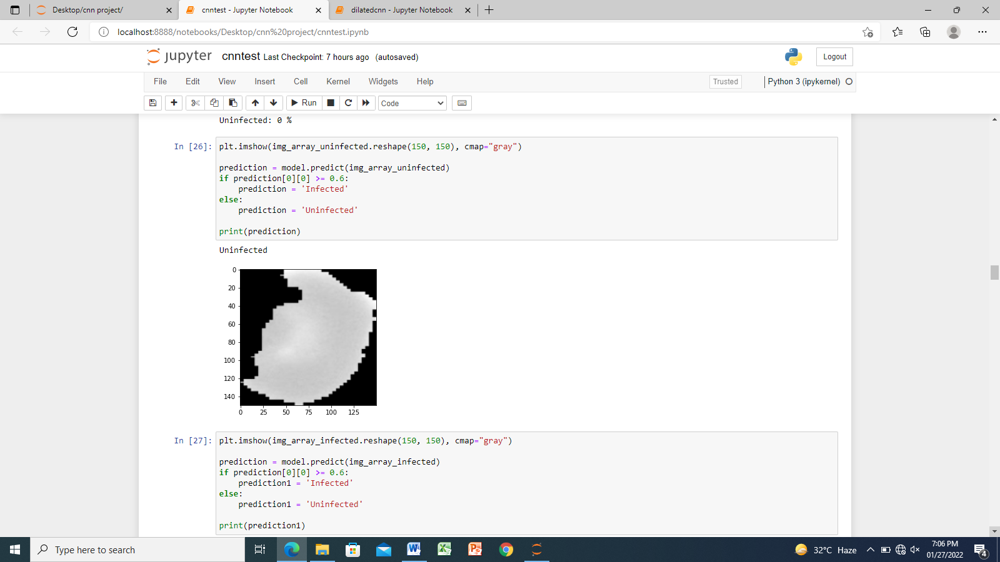 Desktop/cnn project/
cnntest - Jupyter Notebook
dilatedcnn - Jupyter Notebook
localhost:8888/notebooks/Desktop/cnn%20project/cnntest.ipynb
jupyter cnntest Last Checkpoint: 7 hours ago (autosaved)
Logout
File Edit View Insert Cell Kernel Widgets Help
Trusted
Python 3 (ipykernel)
Run
Code
Uninfected: 0 %
In [26]: plt.imshow(img_array_uninfected.reshape(150, 150), cmap="gray")
prediction = model.predict(img_array_uninfected)
if prediction[0][0] >= 0.6:
    prediction = 'Infected'
else:
    prediction = 'Uninfected'
print(prediction)
Uninfected
0
20
40
60
80
100
120
140
0 25 50 75 100 125
In [27]: plt.imshow(img_array_infected.reshape(150, 150), cmap="gray")
prediction = model.predict(img_array_infected)
if prediction[0][0] >= 0.6:
    prediction1 = 'Infected'
else:
    prediction1 = 'Uninfected'
print(prediction1)
Type here to search
32°C Haze
7:06 PM
01/27/2022
4